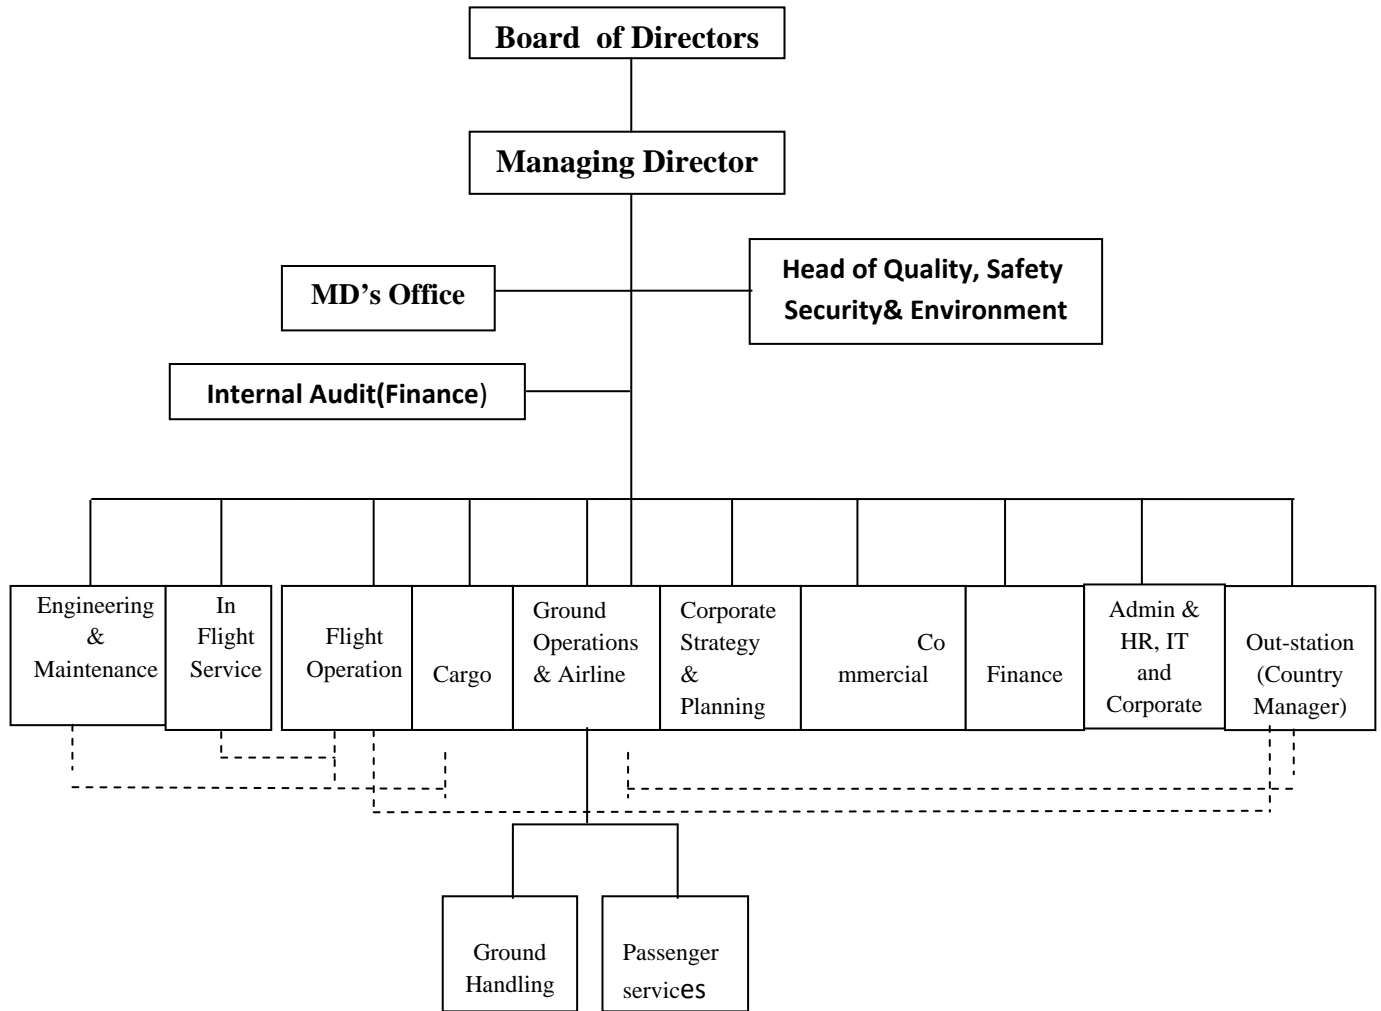 Board of Directors
Managing Director
Head of Quality, Safety
Security& Environment
MD's Office
Internal Audit(Finance)
Engineering
&
Maintenance
In
Flight
Service
Flight
Operation
Cargo
Ground
Operations
& Airline
Corporate
Strategy
&
Planning
Co
mmercial
Finance
Admin &
HR, IT
and
Corporate
Out-station
(Country
Manager)
Ground
Handling
Passenger
services